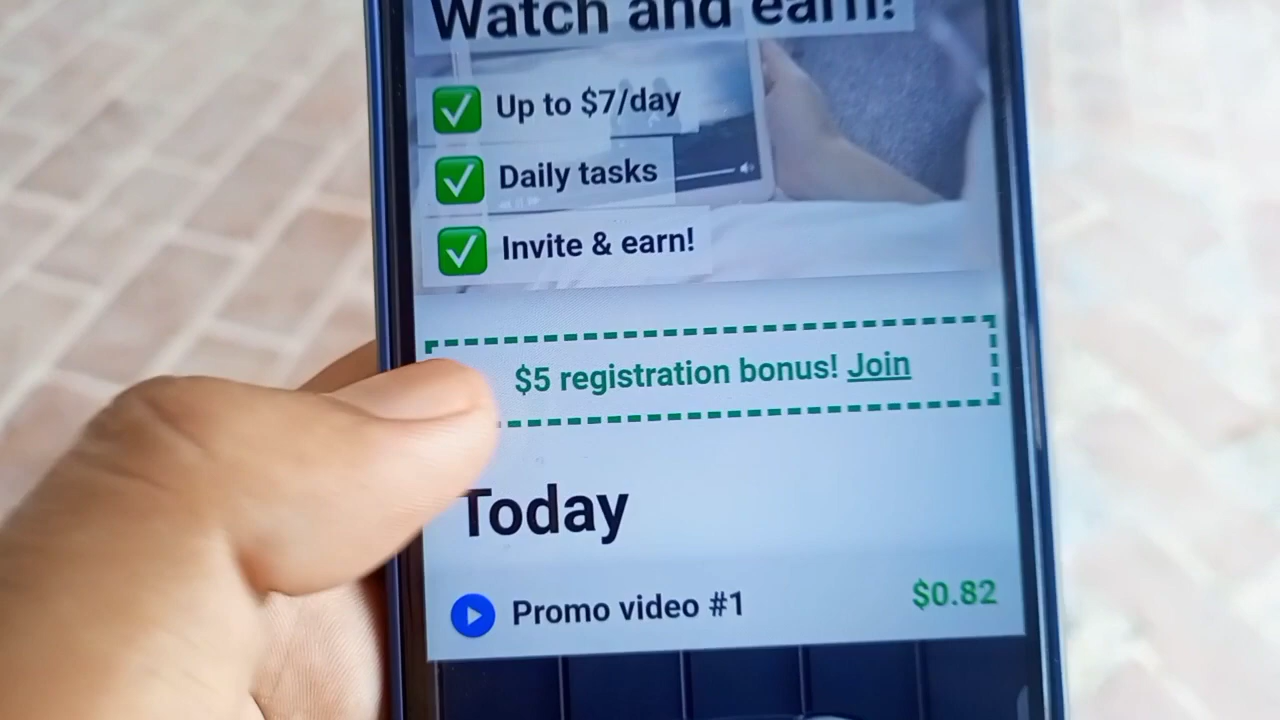 Watch and earn!
Up to $7/day
Daily tasks
Invite & earn!
$5 registration bonus! Join
Today
Promo video #1
$0.82